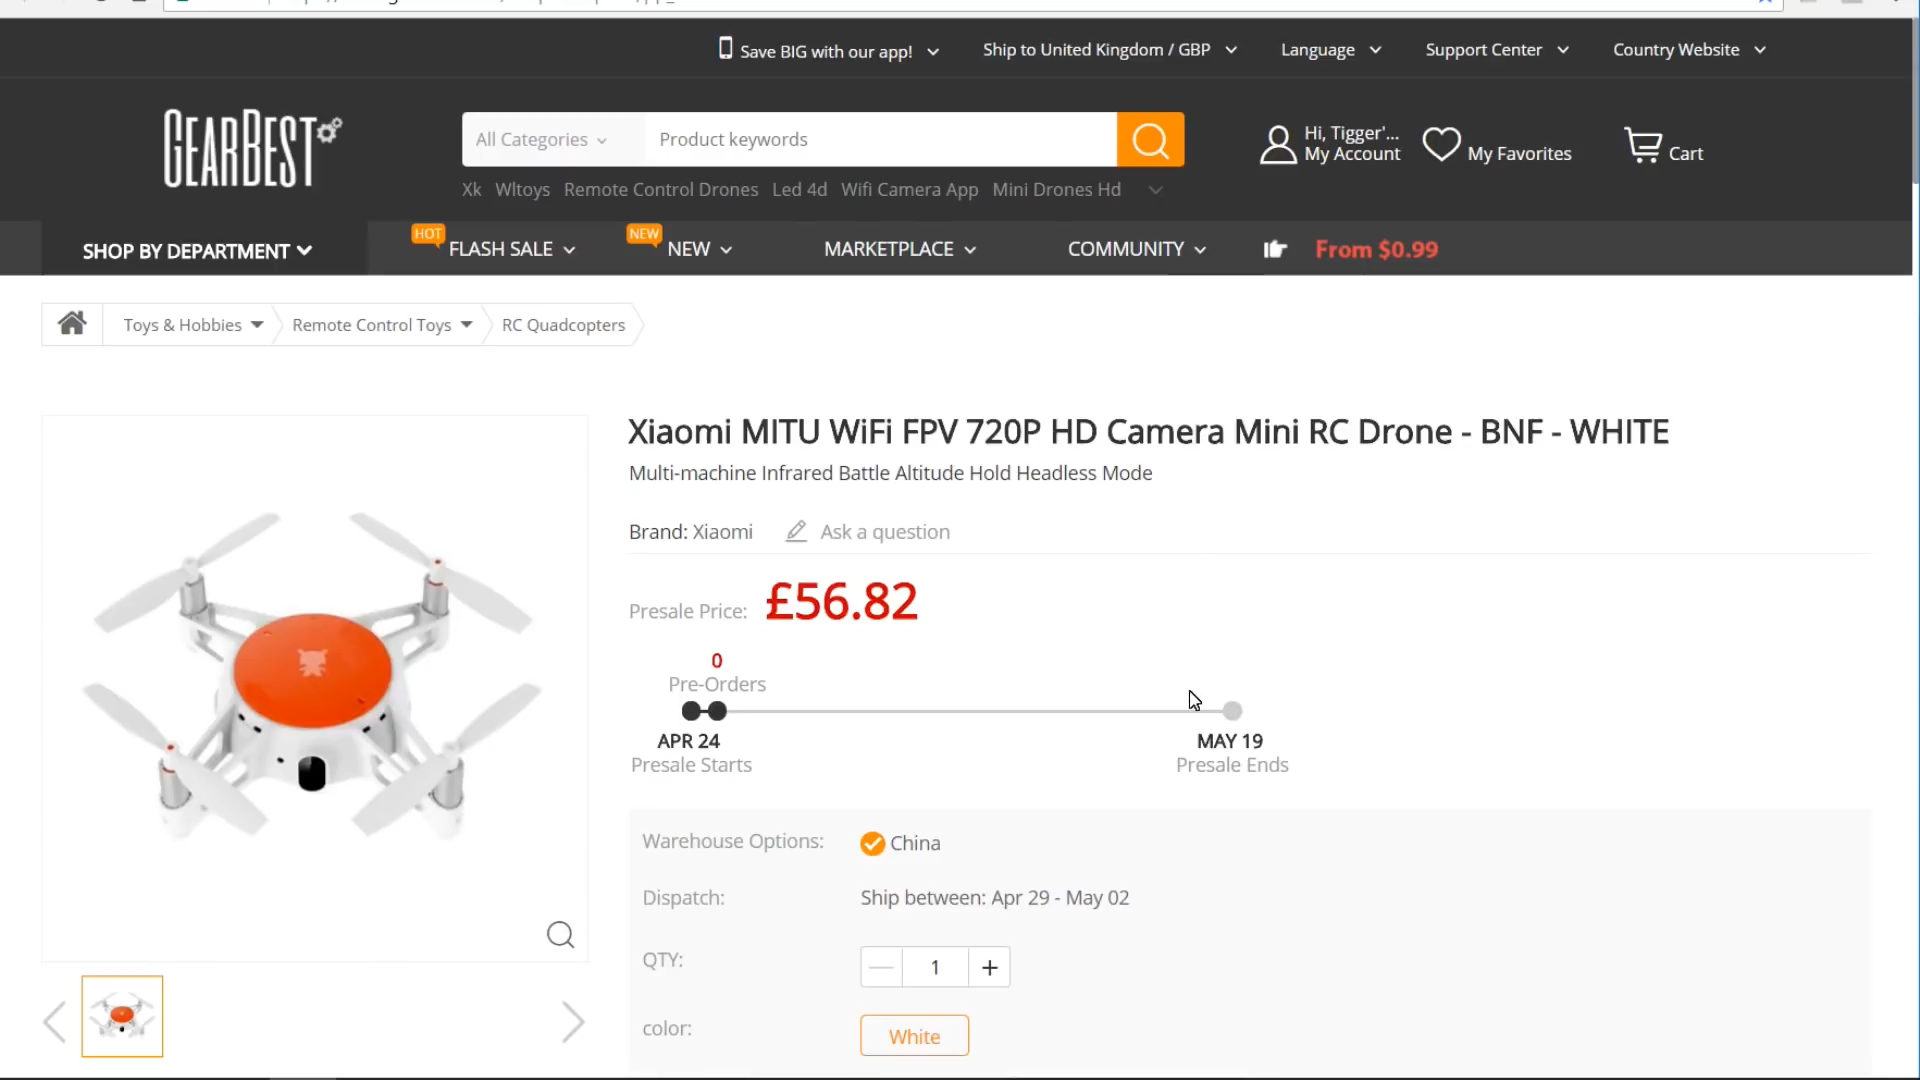 Save BIG with our app!
Ship to United Kingdom / GBP
Language
Support Center
Country Website
GEARBEST
All Categories
Product keywords
Hi, Tigger'...
My Account
My Favorites
Cart
Xk Wltoys Remote Control Drones Led 4d Wifi Camera App Mini Drones Hd
SHOP BY DEPARTMENT
HOT
FLASH SALE
NEW
NEW
MARKETPLACE
COMMUNITY
From $0.99
Toys & Hobbies
Remote Control Toys
RC Quadcopters
Xiaomi MITU WiFi FPV 720P HD Camera Mini RC Drone - BNF - WHITE
Multi-machine Infrared Battle Altitude Hold Headless Mode
Brand: Xiaomi
Ask a question
Presale Price: £56.82
0
Pre-Orders
APR 24
Presale Starts
MAY 19
Presale Ends
Warehouse Options: China
Dispatch: Ship between: Apr 29 - May 02
QTY: 1
color: White